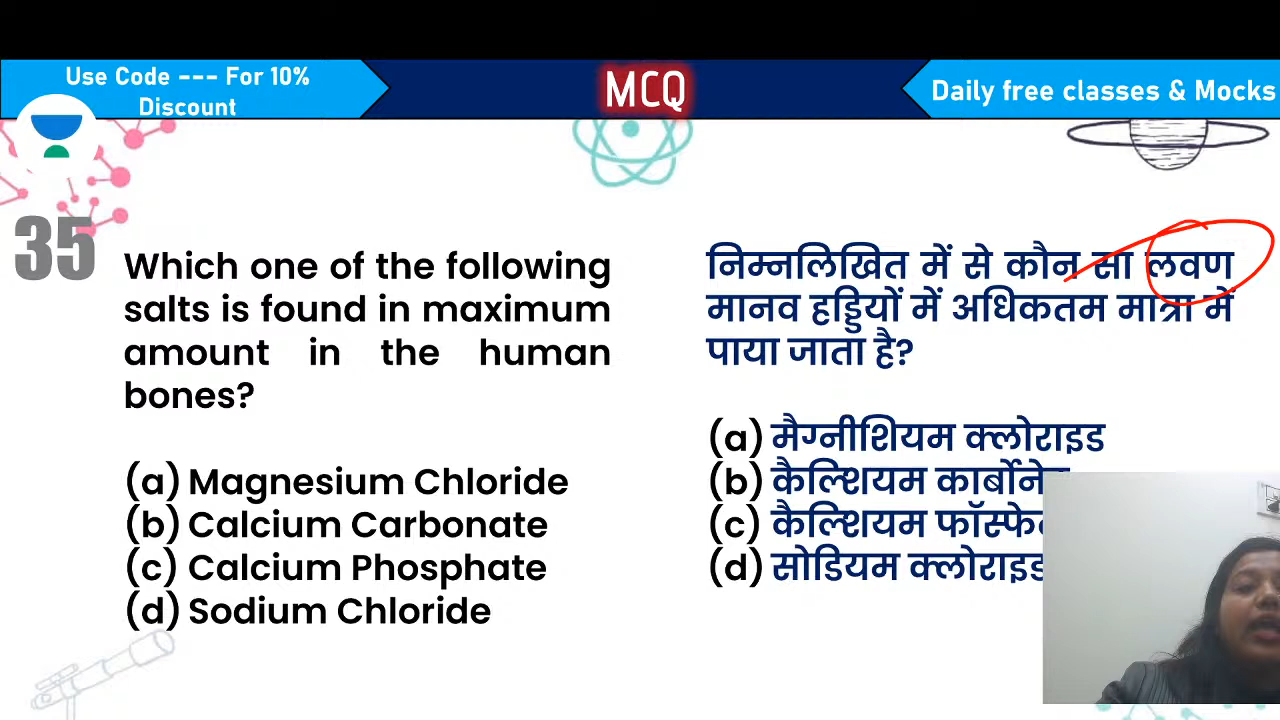 Use Code --- For 10%
Discount
MCQ
Daily free classes & Mocks
35
Which one of the following
salts is found in maximum
amount in the human
bones?
(a) Magnesium Chloride
(b) Calcium Carbonate
(c) Calcium Phosphate
(d) Sodium Chloride
निम्नलिखित में से कौन सा लवण
मानव हड्डियों में अधिकतम मात्रा में
पाया जाता है?
(a) मैग्नीशियम क्लोराइड
(b) कैल्शियम
(c) कैल्शियम
(d) सोडियम क्लोराइड